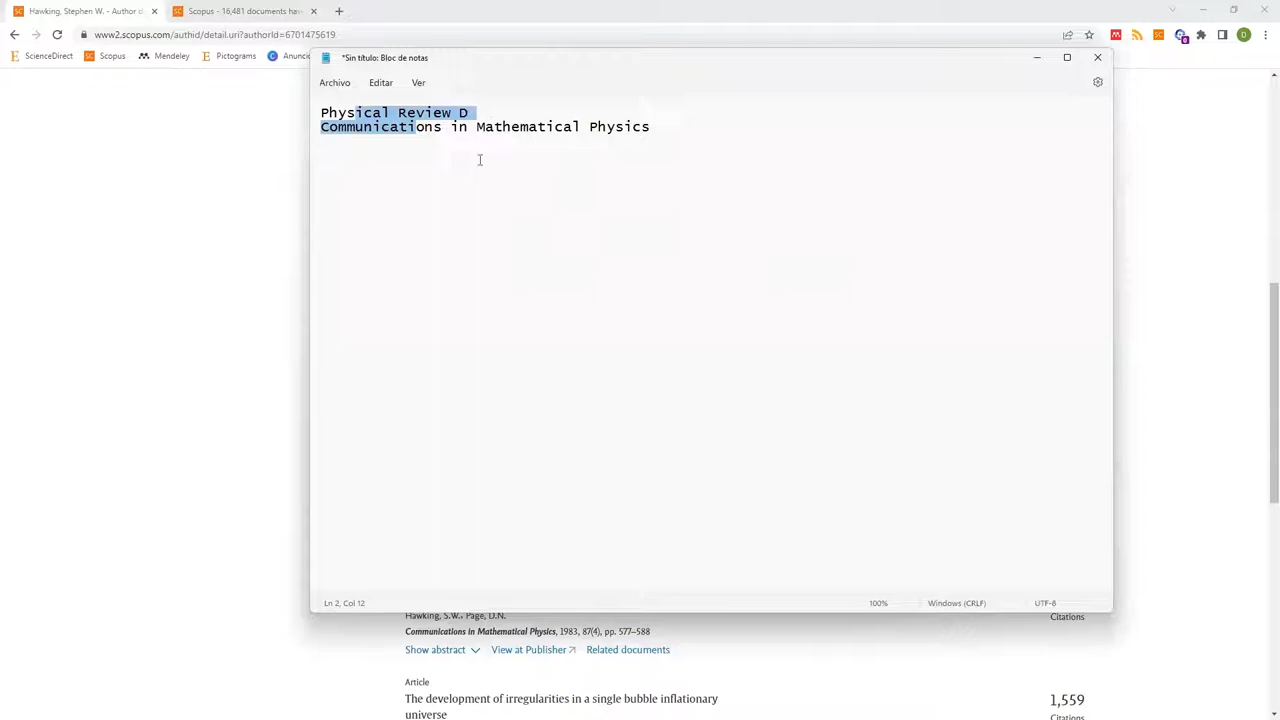 Hawking, Stephen W. - Author d
Scopus - 16,481 documents hav
www2.scopus.com/authid/detail.uri?authorId=6701475619
ScienceDirect
Scopus
Mendeley
Pictograms
Anuncio
*Sin título: Bloc de notas
Archivo
Editar
Ver
Physical Review D
Communications in Mathematical Physics
Ln 2, Col 12
100%
Windows (CRLF)
UTF-8
Hawking, S.W., Page, D.N.
Citations
Communications in Mathematical Physics, 1983, 87(4), pp. 577–588
Show abstract
View at Publisher
Related documents
Article
The development of irregularities in a single bubble inflationary
1,559
universe
Citations